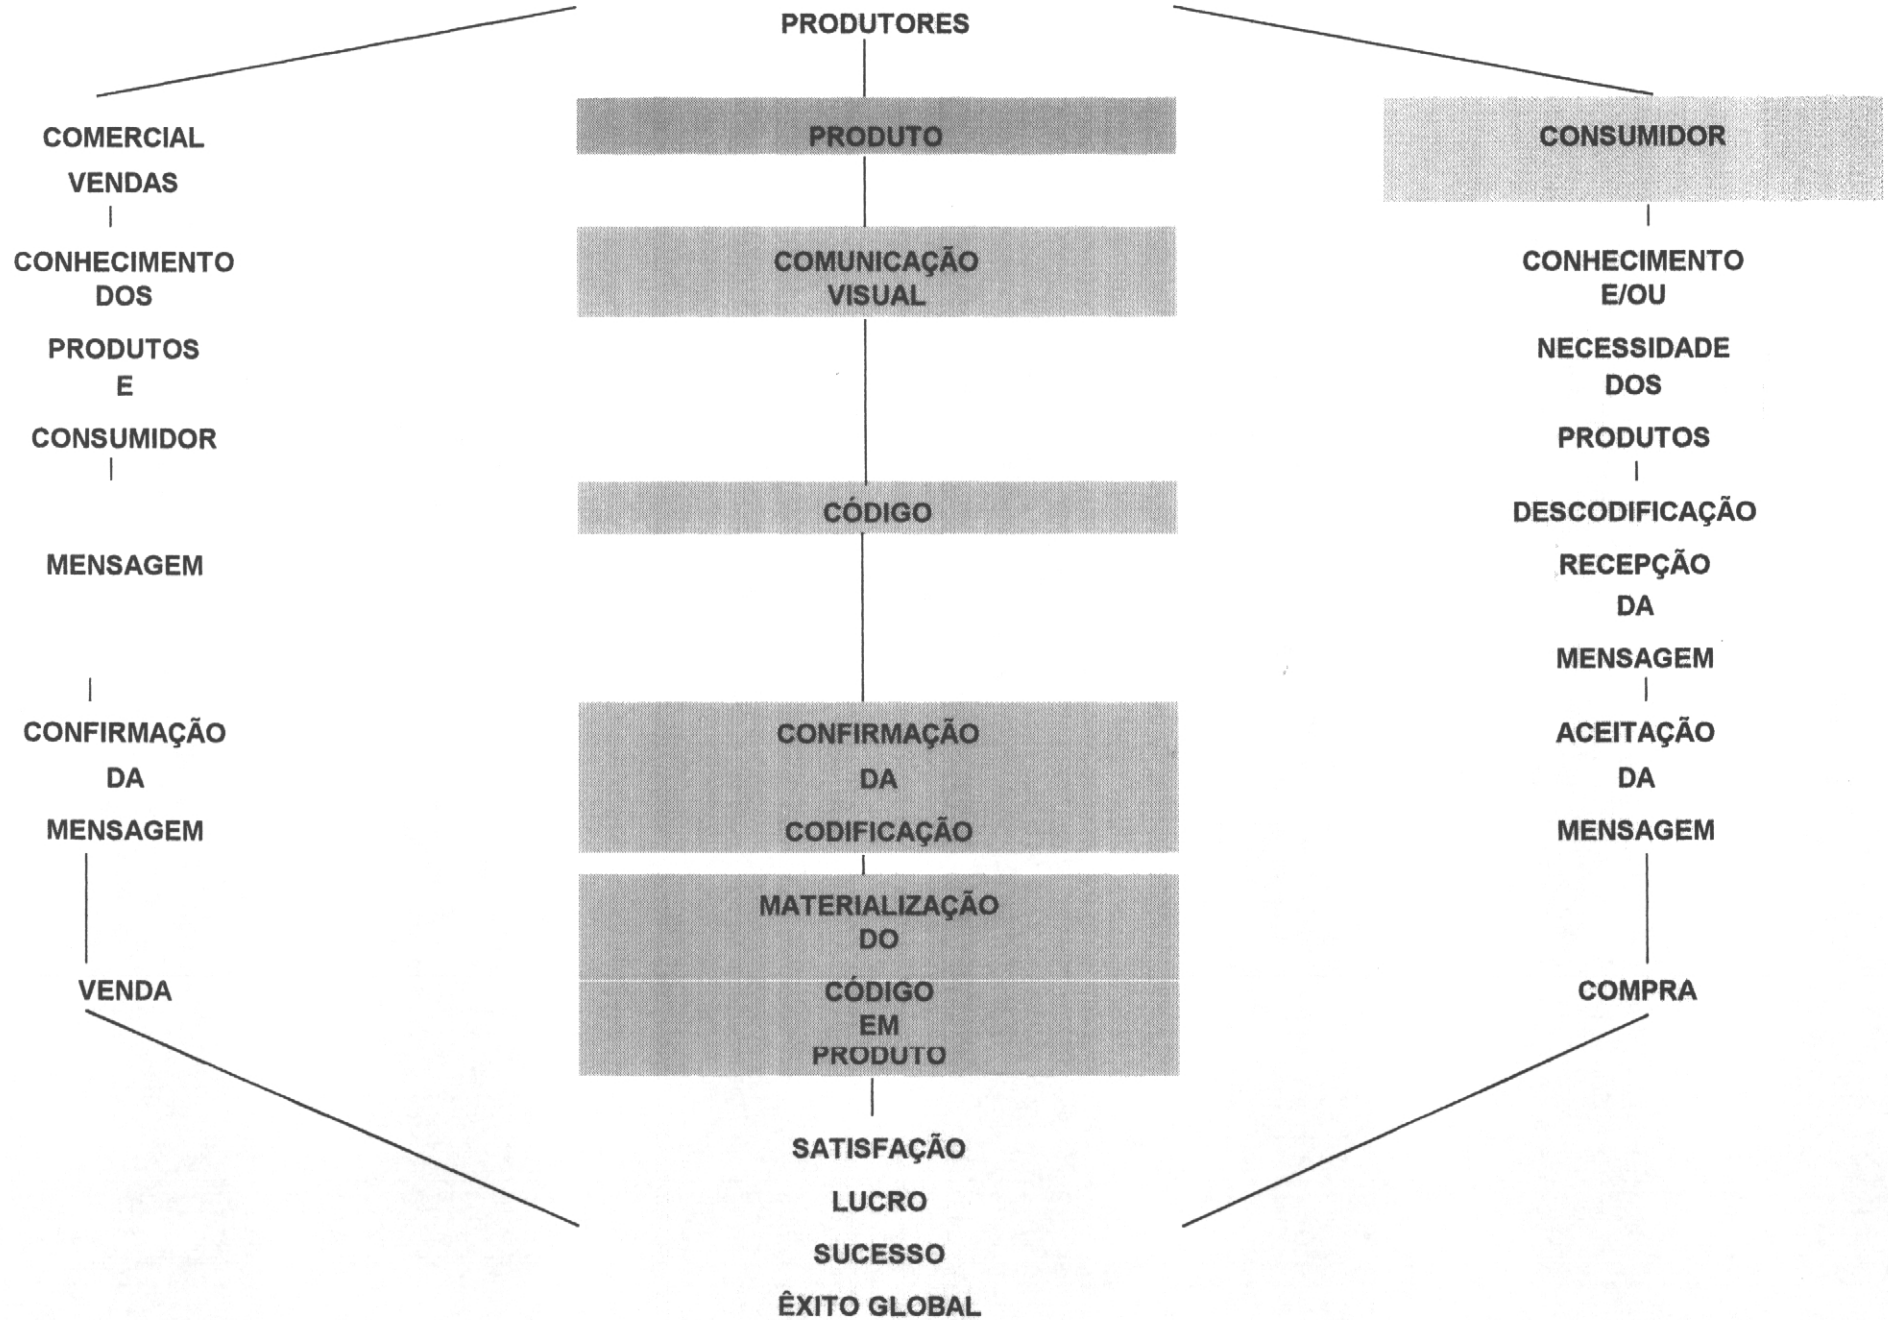 PRODUTORES
COMERCIAL
VENDAS
CONHECIMENTO
DOS
PRODUTOS
E
CONSUMIDOR
MENSAGEM
CONFIRMAÇÃO
DA
MENSAGEM
VENDA
PRODUTO
COMUNICAÇÃO
VISUAL
CÓDIGO
CONFIRMAÇÃO
DA
CODIFICAÇÃO
MATERIALIZAÇÃO
DO
CÓDIGO
EM
PRODUTO
CONSUMIDOR
CONHECIMENTO
E/OU
NECESSIDADE
DOS
PRODUTOS
DESCODIFICAÇÃO
RECEPÇÃO
DA
MENSAGEM
ACEITAÇÃO
DA
MENSAGEM
COMPRA
SATISFAÇÃO
LUCRO
SUCESSO
ÊXITO GLOBAL